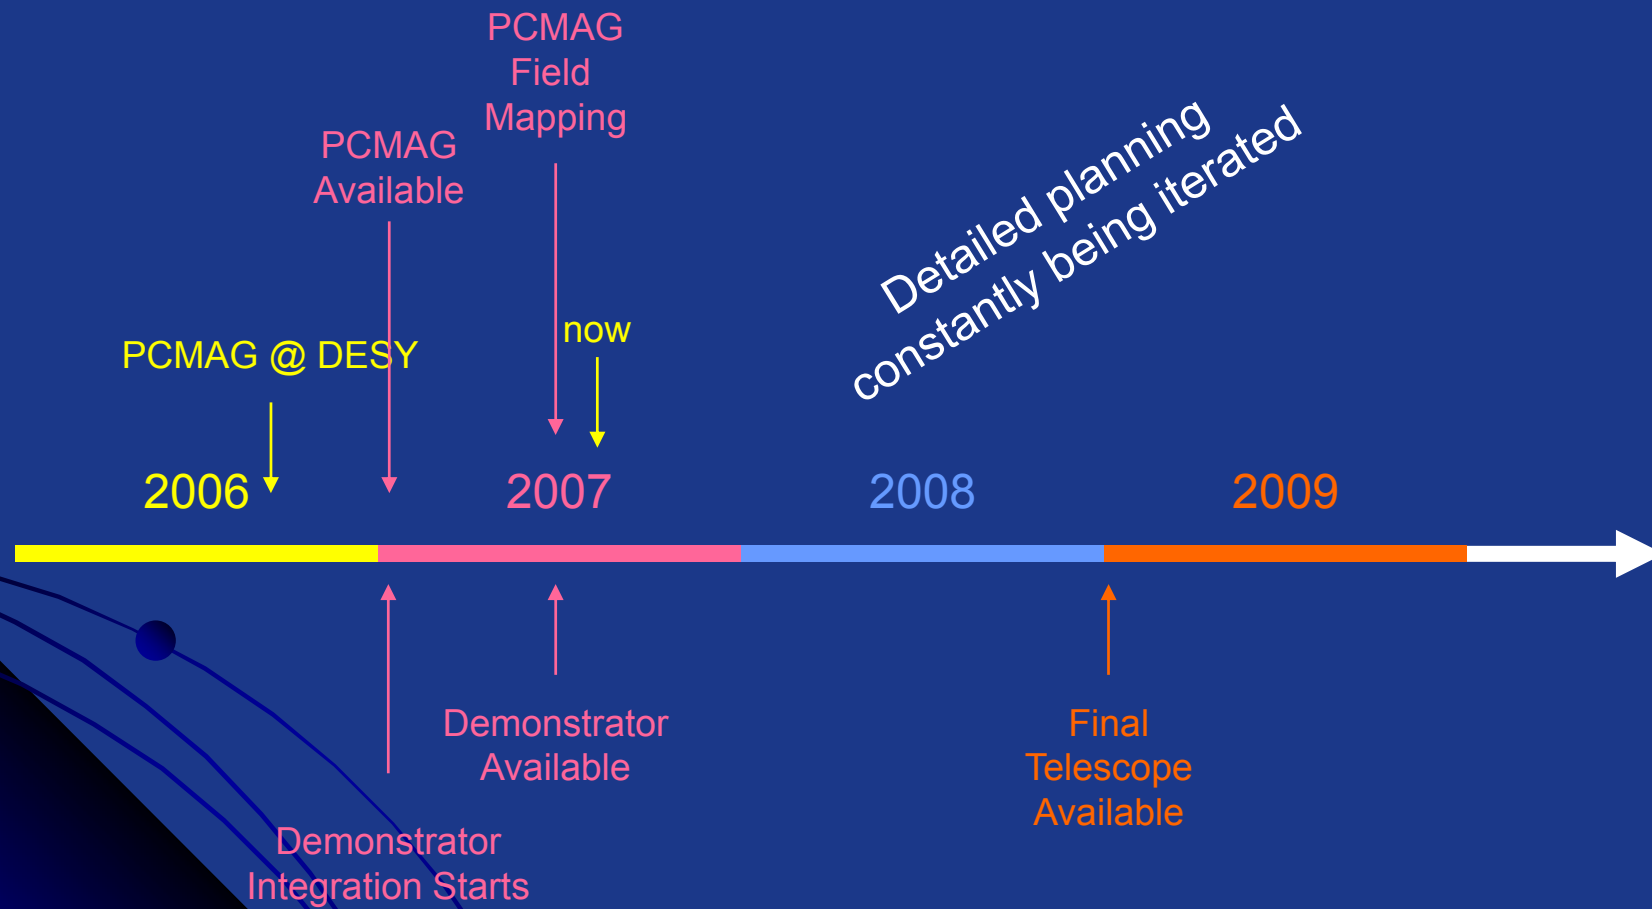 PCMAG
Field
Mapping
PCMAG
Available
Detailed planning
constantly being iterated
now
PCMAG @ DESY
2006
2007
2008
2009
Demonstrator
Available
Final
Telescope
Available
Demonstrator
Integration Starts